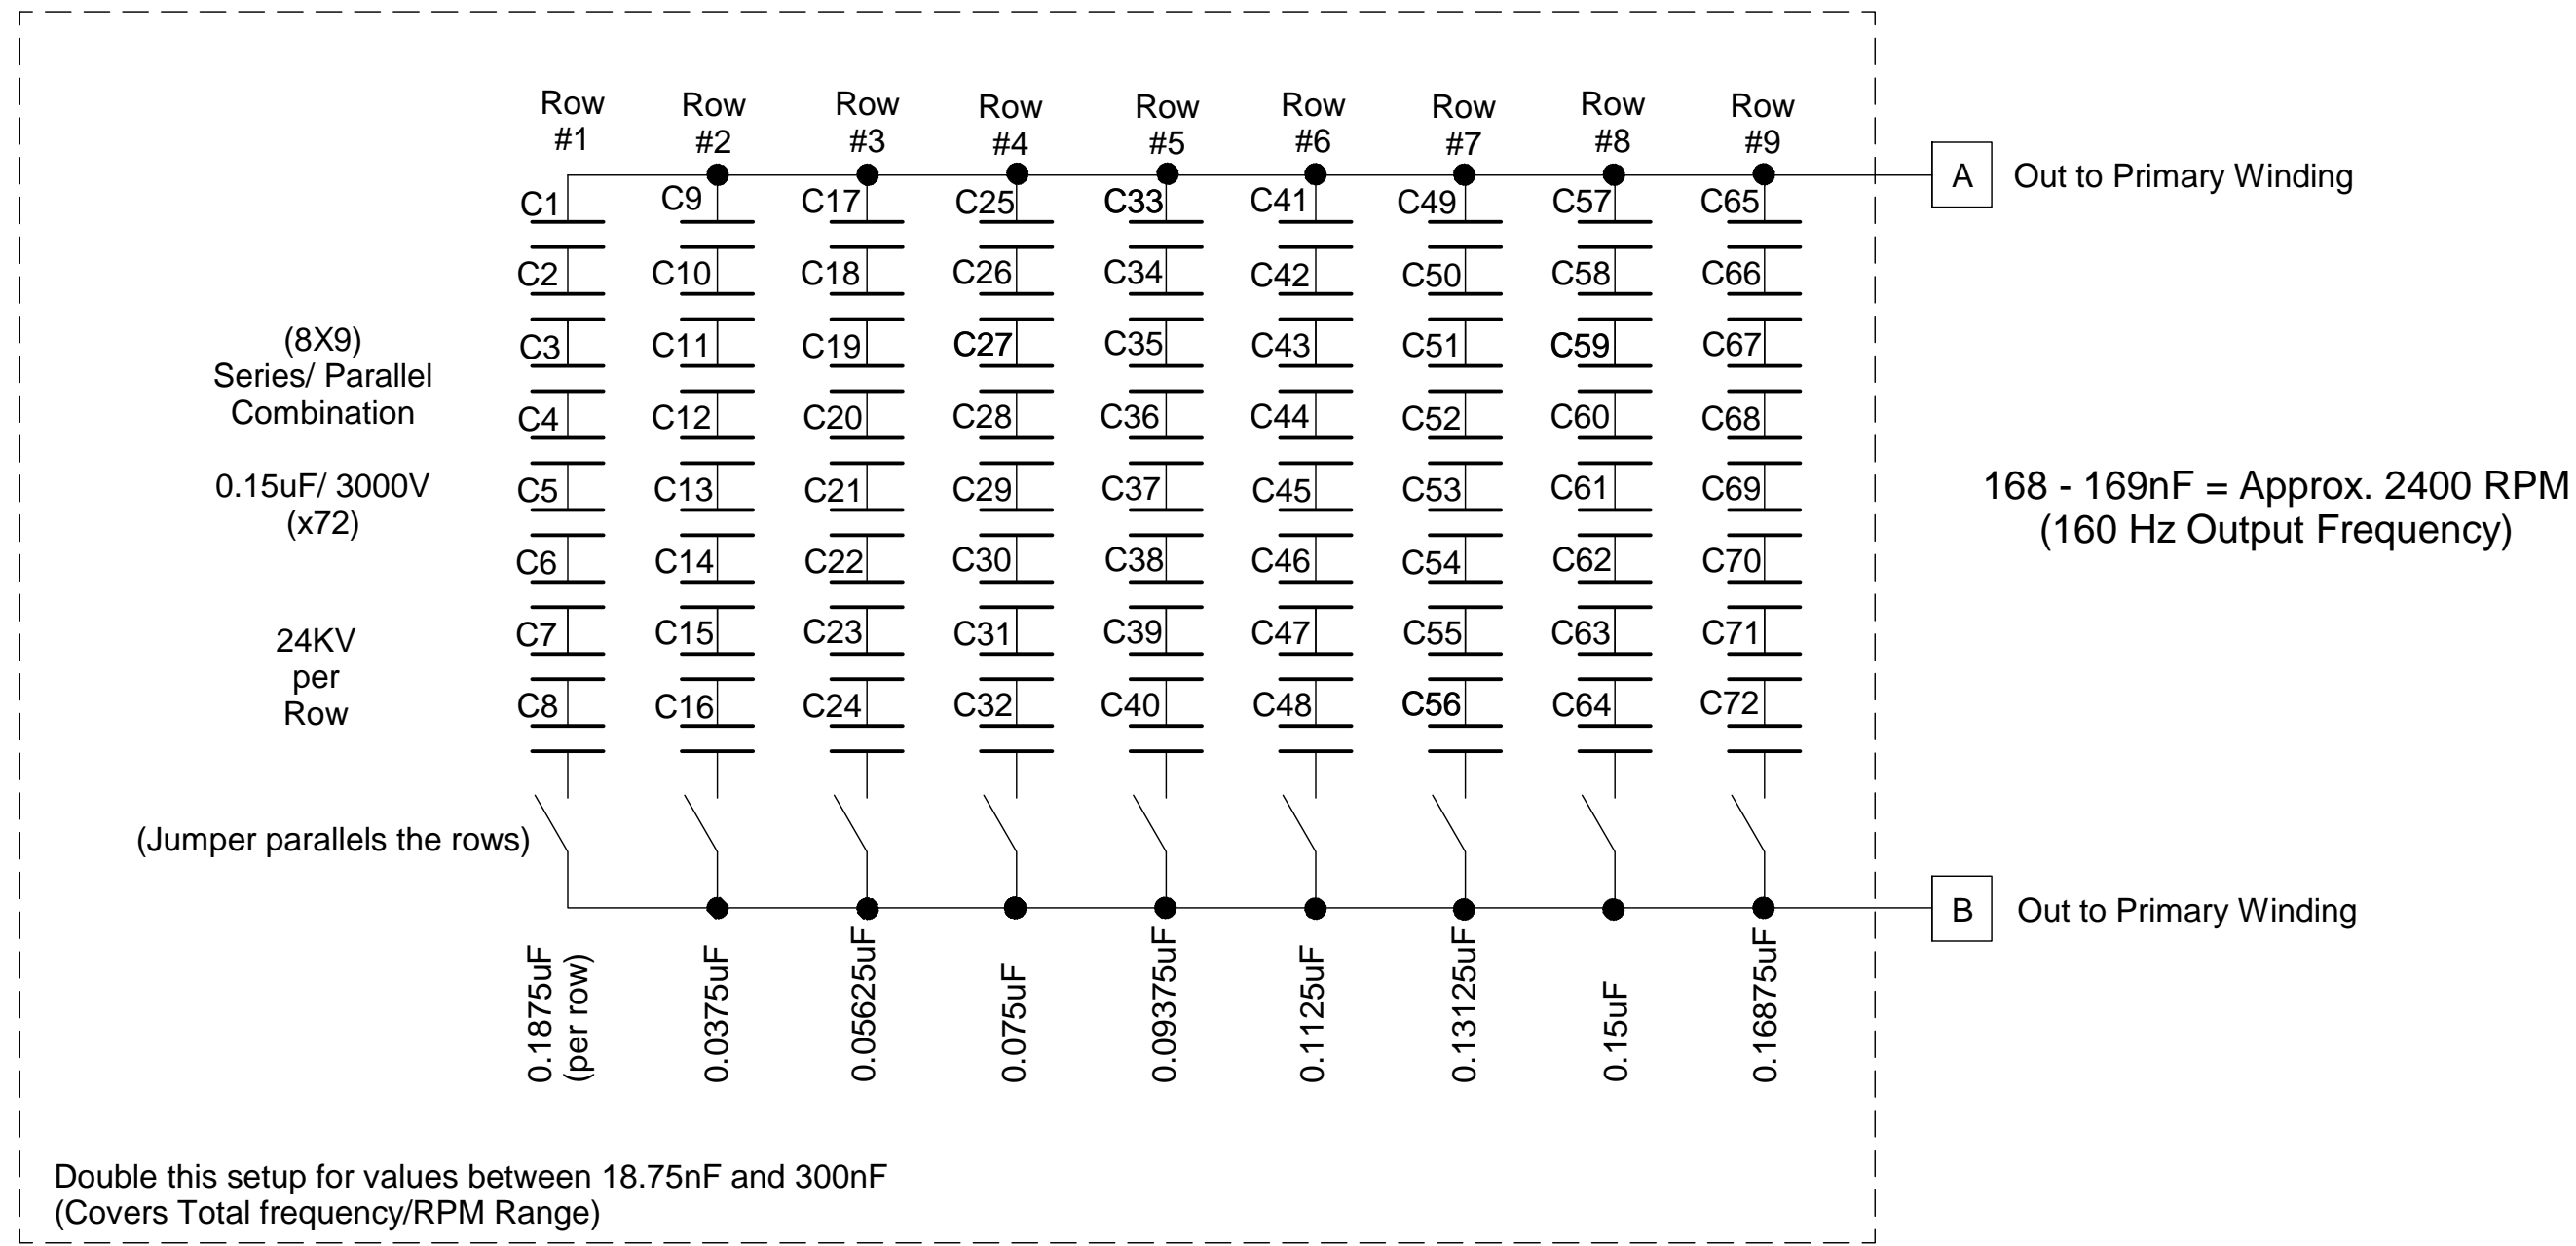 Row
#1
Row
#2
Row
#3
Row
#4
Row
#5
Row
#6
Row
#7
Row
#8
Row
#9
A
Out to Primary Winding
C1
C9
C17
C25
C33
C41
C49
C57
C65
C2
C10
C18
C26
C34
C42
C50
C58
C66
(8X9)
Series/ Parallel
Combination
C3
C11
C19
C27
C35
C43
C51
C59
C67
C4
C12
C20
C28
C36
C44
C52
C60
C68
0.15uF/ 3000V
(x72)
C5
C13
C21
C29
C37
C45
C53
C61
C69
168 - 169nF = Approx. 2400 RPM
(160 Hz Output Frequency)
C6
C14
C22
C30
C38
C46
C54
C62
C70
24KV
per
Row
C7
C15
C23
C31
C39
C47
C55
C63
C71
C8
C16
C24
C32
C40
C48
C56
C64
C72
(Jumper parallels the rows)
B
Out to Primary Winding
0.1875uF
(per row)
0.0375uF
0.05625uF
0.075uF
0.09375uF
0.1125uF
0.13125uF
0.15uF
0.16875uF
Double this setup for values between 18.75nF and 300nF
(Covers Total frequency/RPM Range)